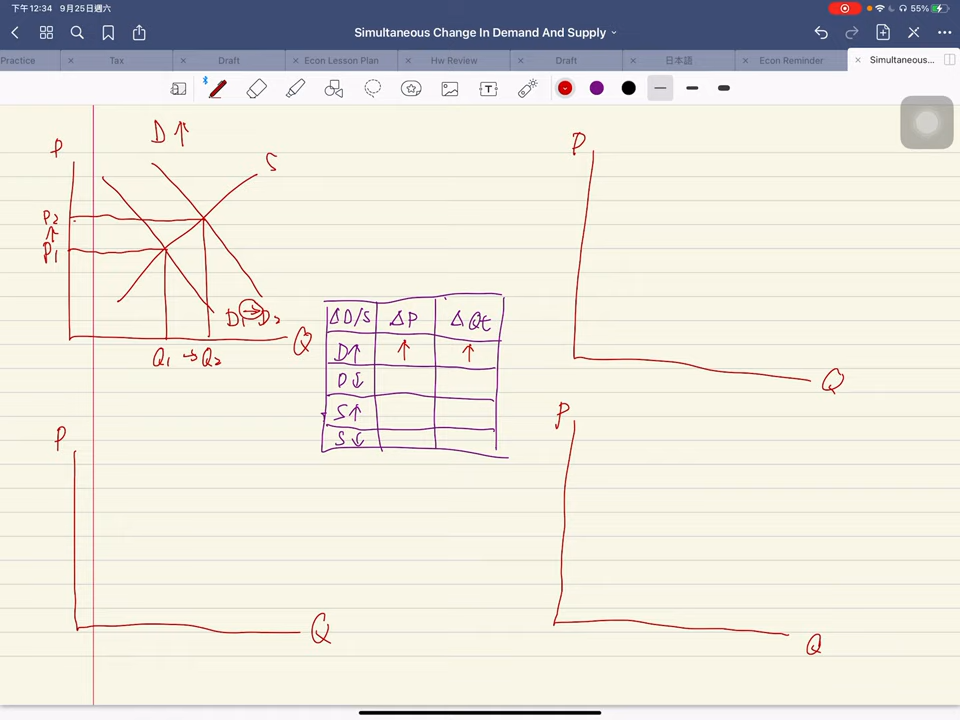 下午12:34 9月25日週六
55%
Simultaneous Change In Demand And Supply
Practice
Tax
Draft
Econ Lesson Plan
Hw Review
Draft
日本語
Econ Reminder
Simultaneous...
D↑
P
S
P2
↑
P1
D1→D2
Q
Q1 → Q2
ΔD/S ΔP ΔQt
D↑ ↑ ↑
D↓
S↑
S↓
P
Q
P
Q
P
Q